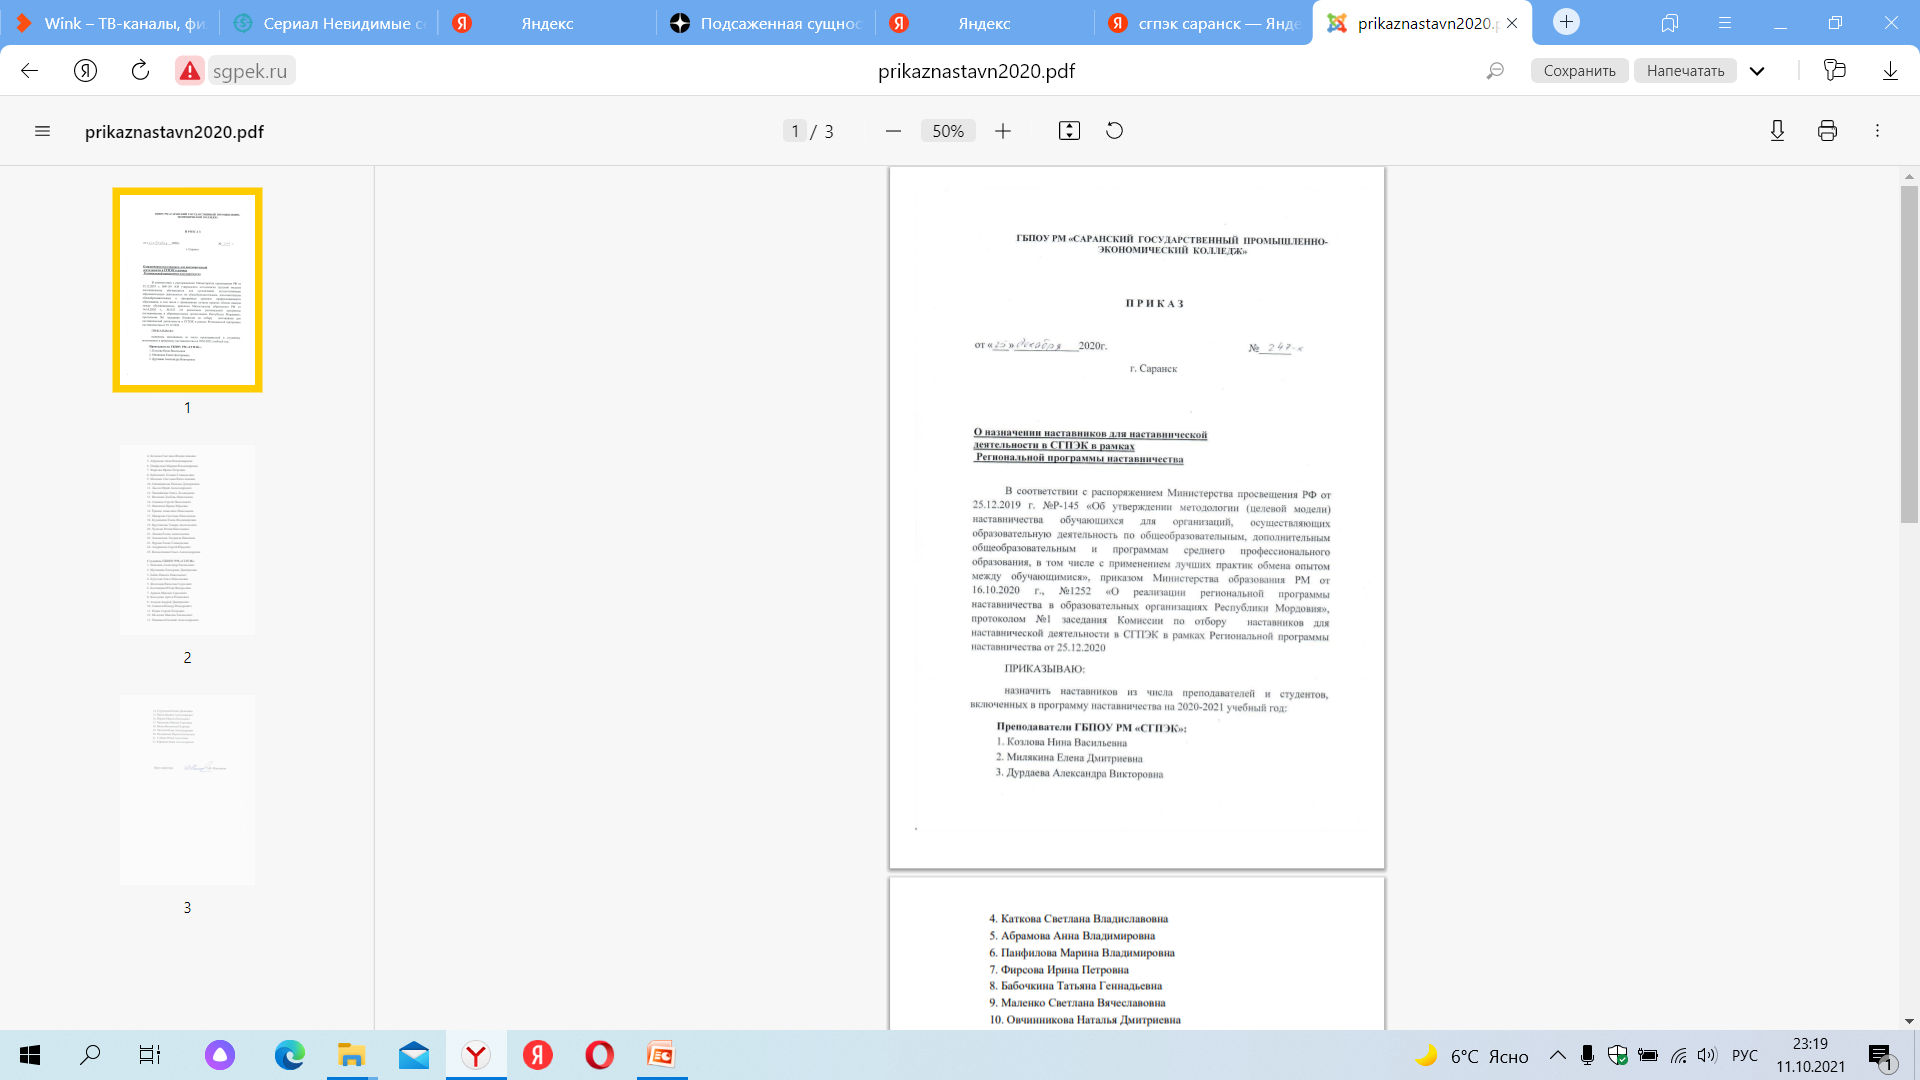 Wink – ТВ-каналы, фи
Сериал Невидимые се
Яндекс
Подсаженная сущнос
Яндекс
сгпэк саранск — Янде
prikaznastavn2020.p
sgpek.ru
prikaznastavn2020.pdf
Сохранить
Напечатать
prikaznastavn2020.pdf
1 / 3
50%
1
2
3
ГБПОУ РМ «САРАНСКИЙ ГОСУДАРСТВЕННЫЙ ПРОМЫШЛЕННО-
ЭКОНОМИЧЕСКИЙ КОЛЛЕДЖ»
П Р И К А З
от «25» декабря 2020г.
№ 247-к
г. Саранск
О назначении наставников для наставнической
деятельности в СГПЭК в рамках
Региональной программы наставничества
В соответствии с распоряжением Министерства просвещения РФ от
25.12.2019 г. №Р-145 «Об утверждении методологии (целевой модели)
наставничества обучающихся для организаций, осуществляющих
образовательную деятельность по общеобразовательным, дополнительным
общеобразовательным и программам среднего профессионального
образования, в том числе с применением лучших практик обмена опытом
между обучающимися», приказом Министерства образования РМ от
16.10.2020 г., №1252 «О реализации региональной программы
наставничества в образовательных организациях Республики Мордовия»,
протоколом №1 заседания Комиссии по отбору наставников для
наставнической деятельности в СГПЭК в рамках Региональной программы
наставничества от 25.12.2020
ПРИКАЗЫВАЮ:
назначить наставников из числа преподавателей и студентов,
включенных в программу наставничества на 2020-2021 учебный год:
Преподаватели ГБПОУ РМ «СГПЭК»:
1. Козлова Нина Васильевна
2. Милякина Елена Дмитриевна
3. Дурдаева Александра Викторовна
4. Каткова Светлана Владиславовна
5. Абрамова Анна Владимировна
6. Панфилова Марина Владимировна
7. Фирсова Ирина Петровна
8. Бабочкина Татьяна Геннадьевна
9. Маленко Светлана Вячеславовна
10. Овчинникова Наталья Дмитриевна
6°C Ясно
РУС
23:19
11.10.2021
1